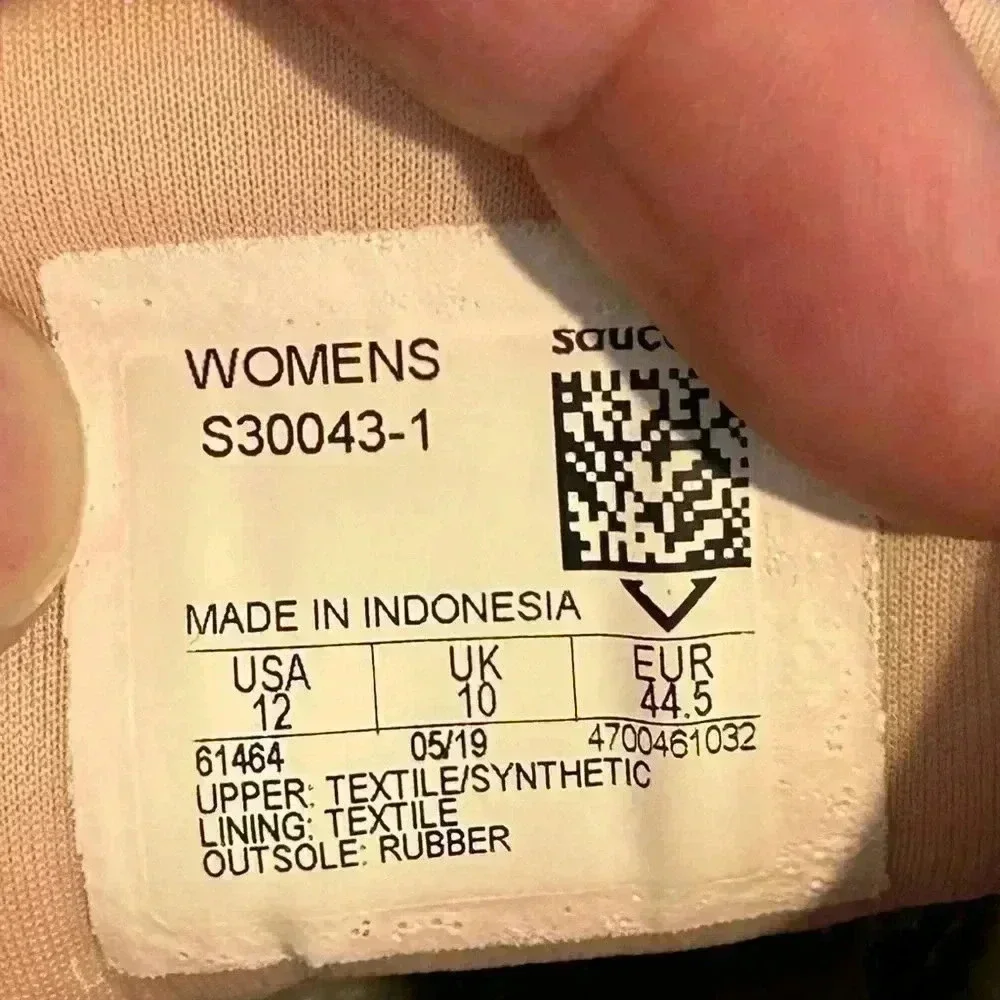 WOMENS
S30043-1
MADE IN INDONESIA
USA UK EUR
12 10 44.5
61464 05/19 4700461032
UPPER: TEXTILE/SYNTHETIC
LINING: TEXTILE
OUTSOLE: RUBBER